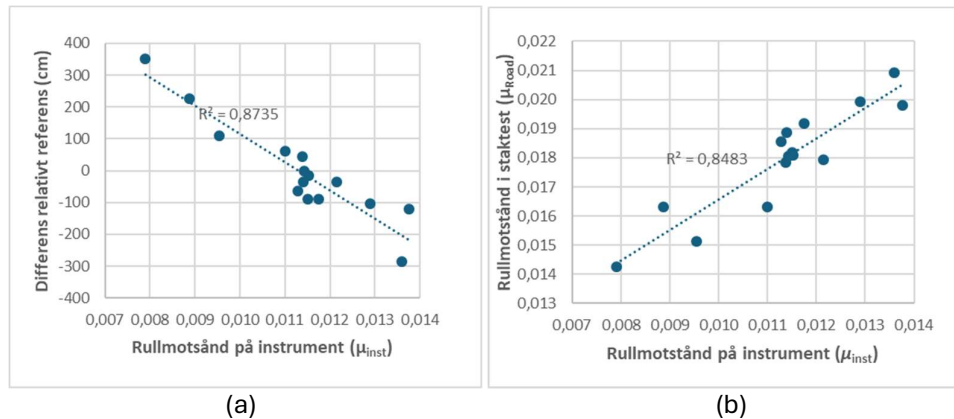 400
300
200
100
0
-100
-200
-300
-400
0,007 0,008 0,009 0,010 0,011 0,012 0,013 0,014
Differens relativt referens (cm)
R² = 0,8735
Rullmotsånd på instrument (μinst)
(a)
0,022
0,021
0,020
0,019
0,018
0,017
0,016
0,015
0,014
0,013
0,007 0,008 0,009 0,010 0,011 0,012 0,013 0,014
Rullmotstånd i staktest (μRoad)
R² = 0,8483
Rullmotstånd på instrument (μinst)
(b)